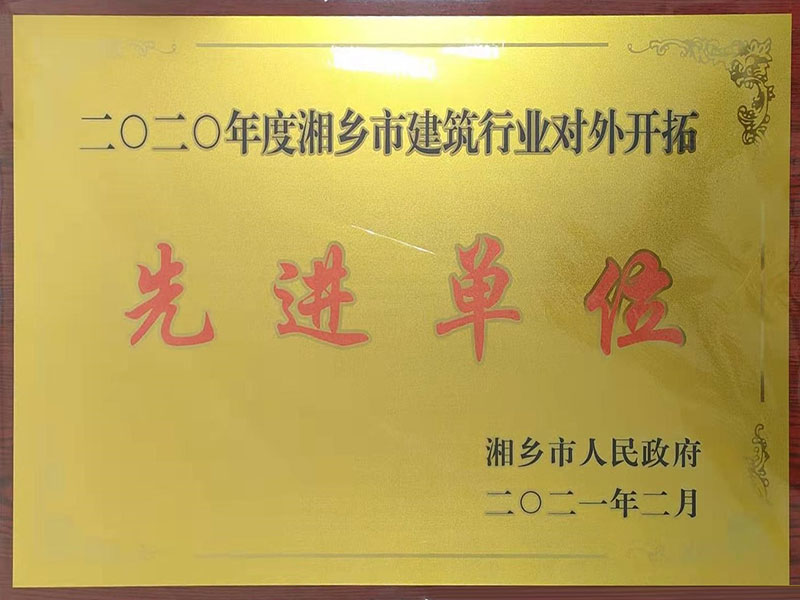 二〇二〇年度湘乡市建筑行业对外开拓
先进单位
湘乡市人民政府
二〇二一年二月